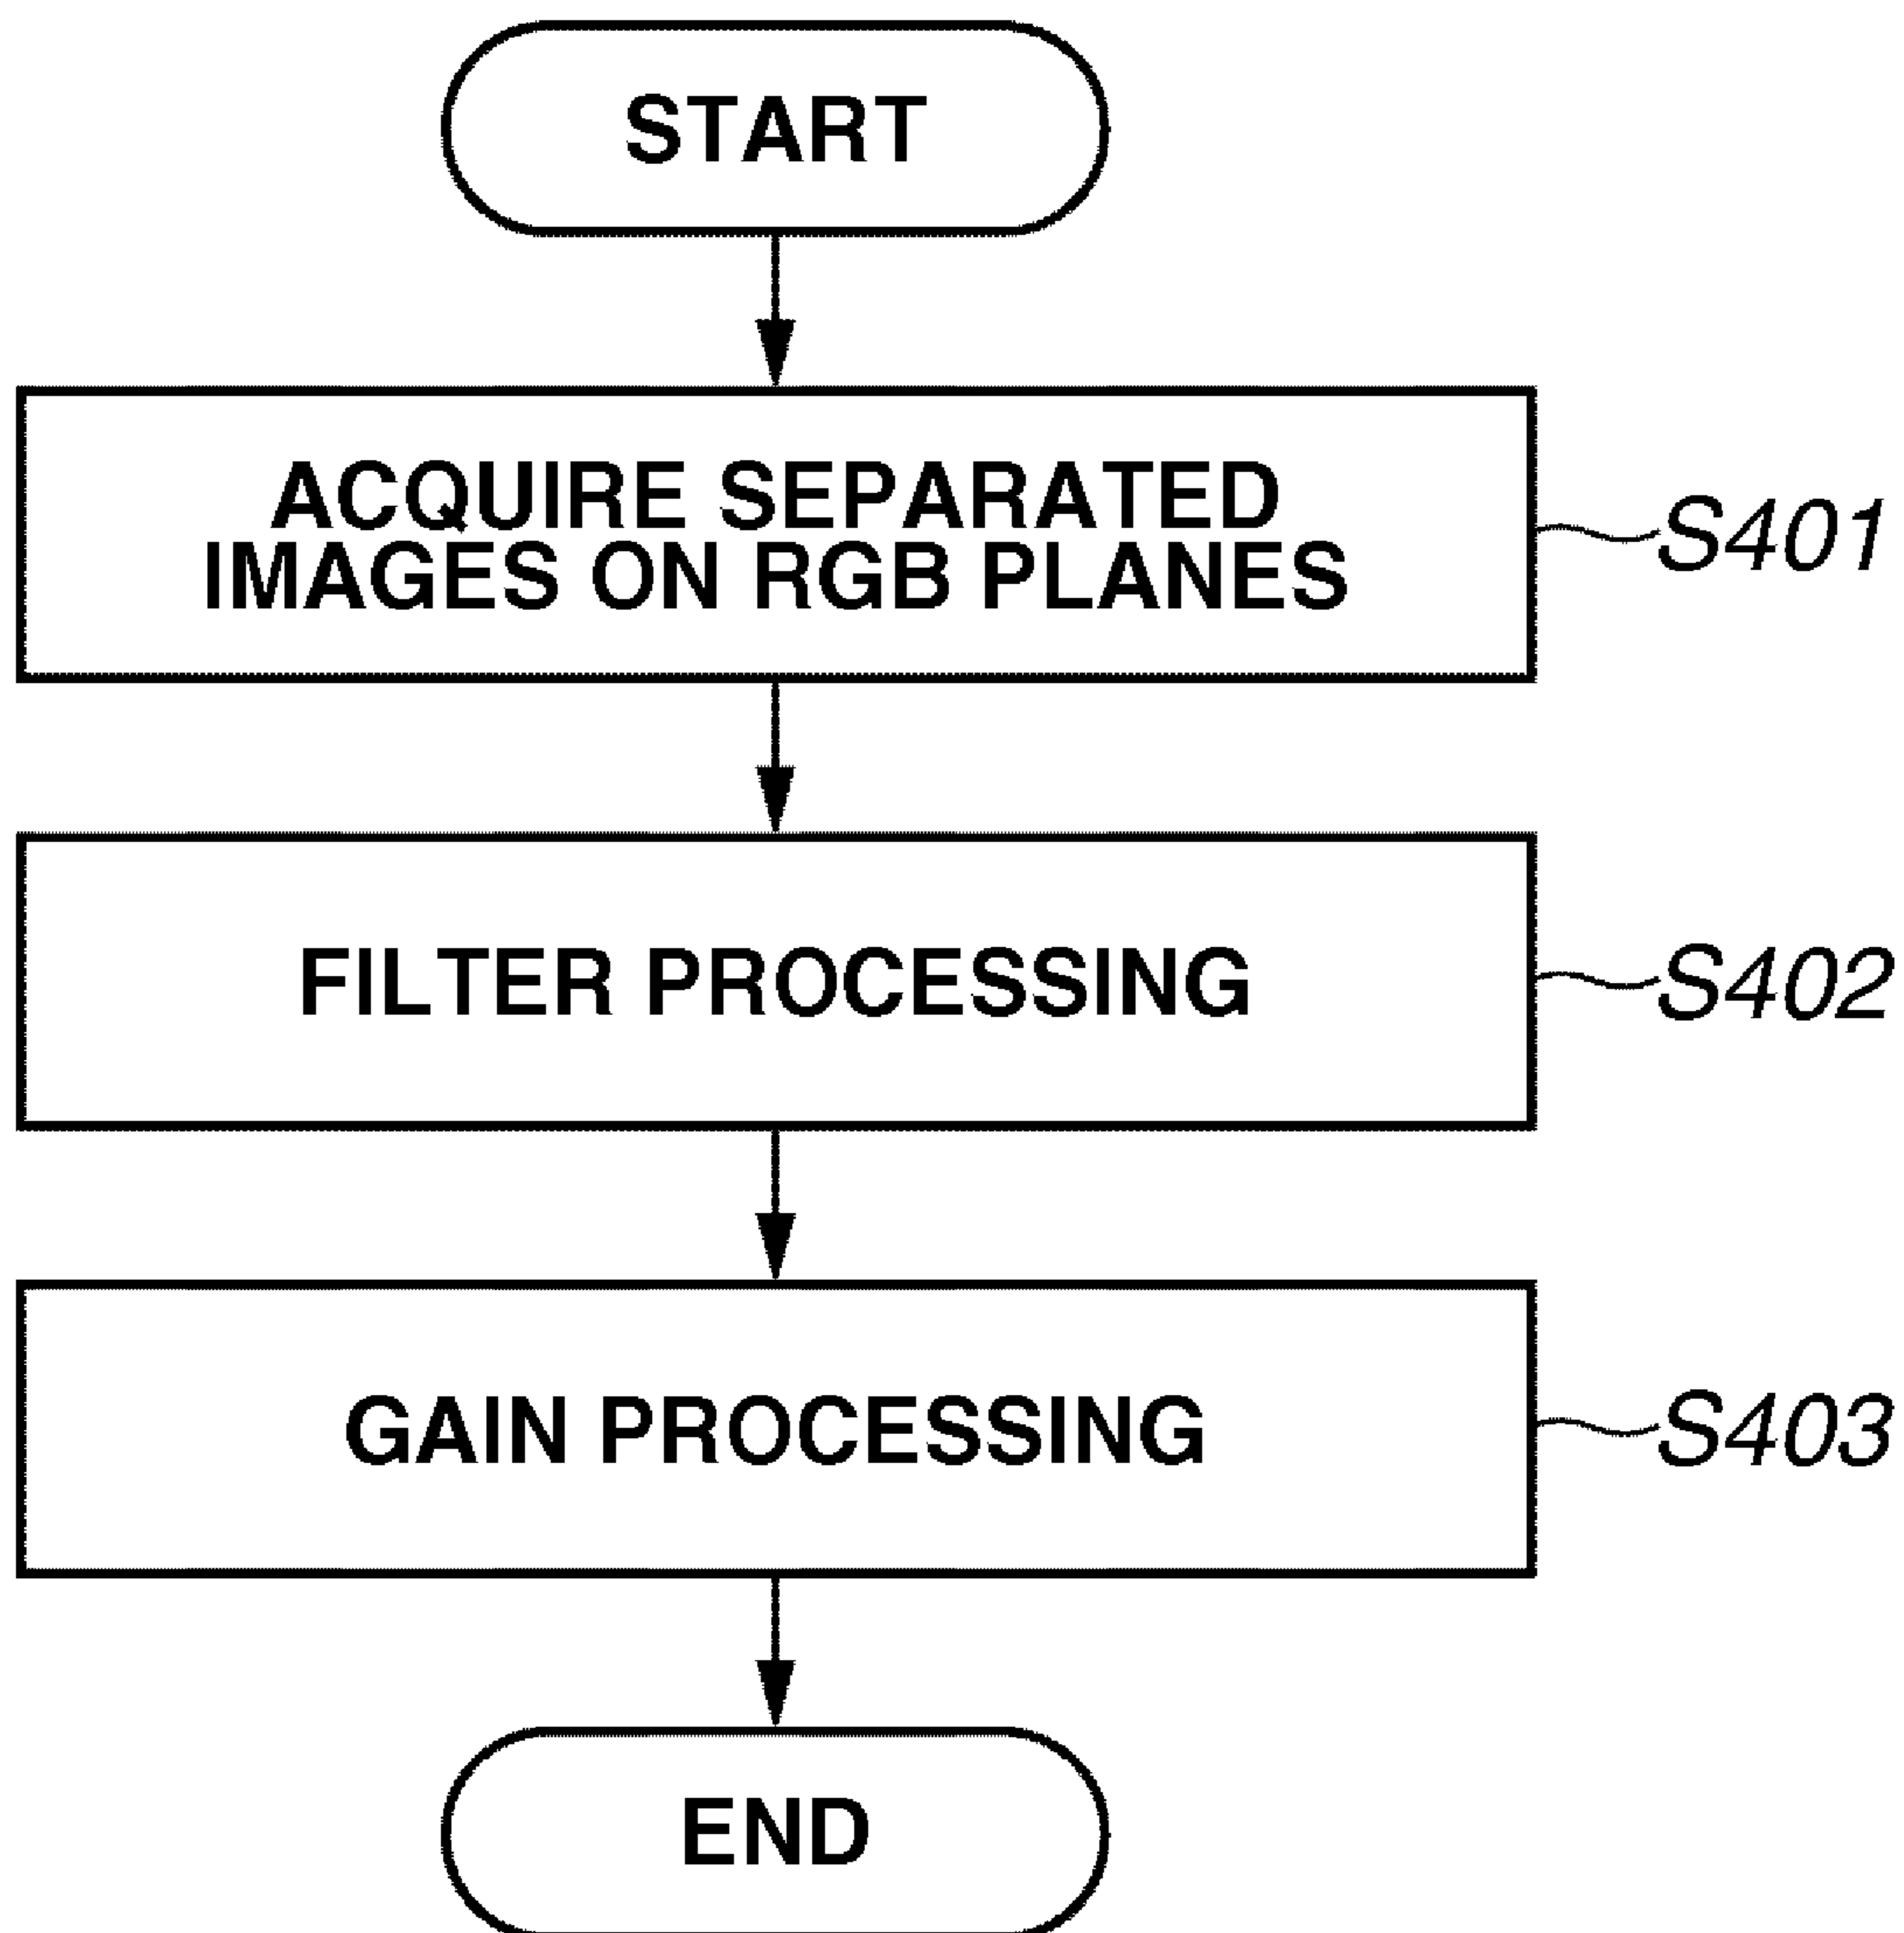 START
ACQUIRE SEPARATED
IMAGES ON RGB PLANES
S401
FILTER PROCESSING
S402
GAIN PROCESSING
S403
END